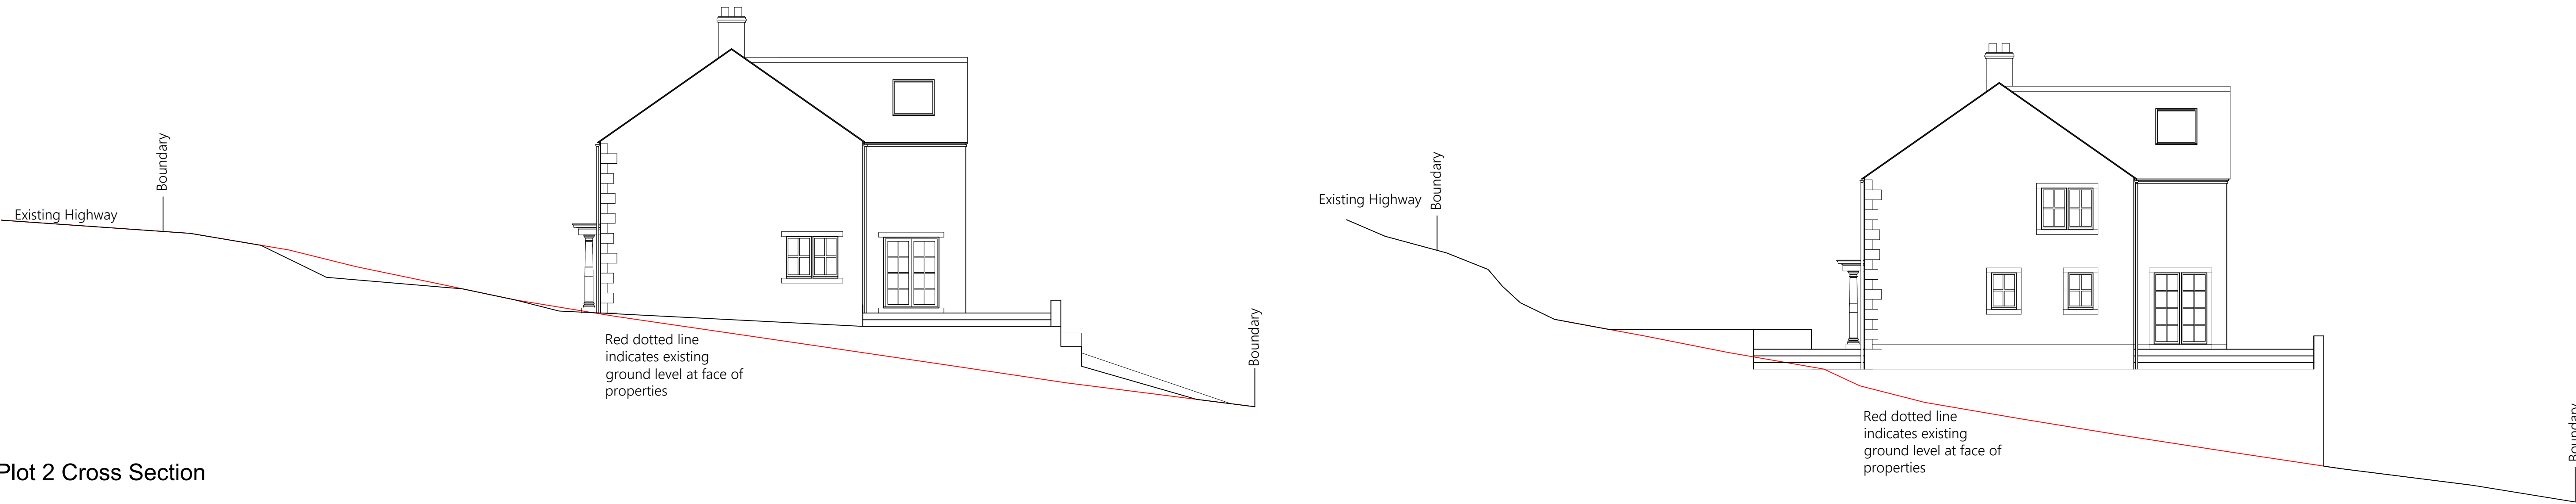 Boundary
Existing Highway
Red dotted line
indicates existing
ground level at face of
properties
Boundary
Plot 2 Cross Section
Boundary
Existing Highway
Red dotted line
indicates existing
ground level at face of
properties
Boundary